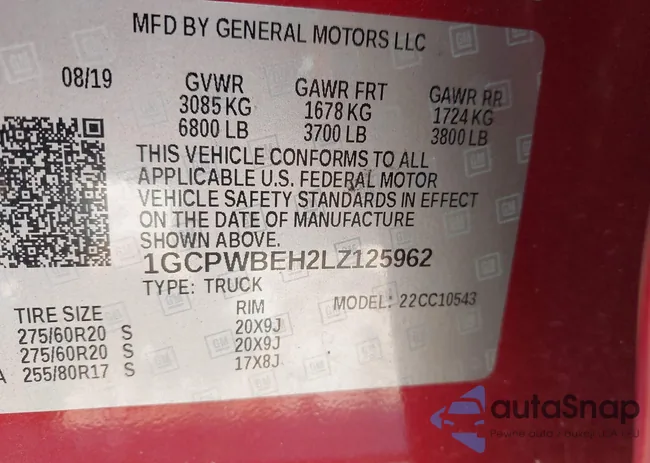 MFD BY GENERAL MOTORS LLC
08/19 GVWR GAWR FRT GAWR RR
3085 KG 1678 KG 1724 KG
6800 LB 3700 LB 3800 LB
THIS VEHICLE CONFORMS TO ALL
APPLICABLE U.S. FEDERAL MOTOR
VEHICLE SAFETY STANDARDS IN EFFECT
ON THE DATE OF MANUFACTURE
SHOWN ABOVE
1GCPWBEH2LZ125962
TYPE: TRUCK MODEL: 22CC10543
TIRE SIZE RIM
275/60R20 S 20X9J
275/60R20 S 20X9J
A 255/80R17 S 17X8J
autoSnap